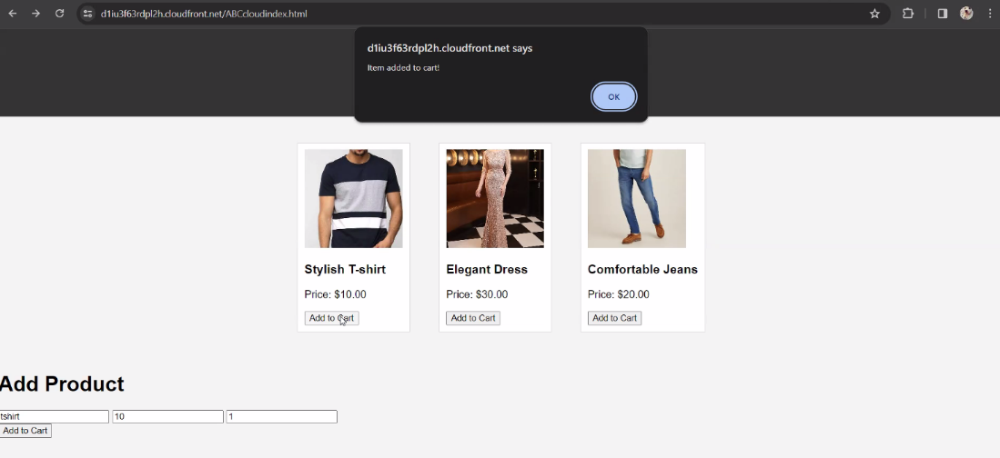 d1iu3f63rdpl2h.cloudfront.net/ABCcloudindex.html
d1iu3f63rdpl2h.cloudfront.net says
Item added to cart!
OK
Stylish T-shirt
Price: $10.00
Add to Cart
Elegant Dress
Price: $30.00
Add to Cart
Comfortable Jeans
Price: $20.00
Add to Cart
Add Product
tshirt 10 1
Add to Cart